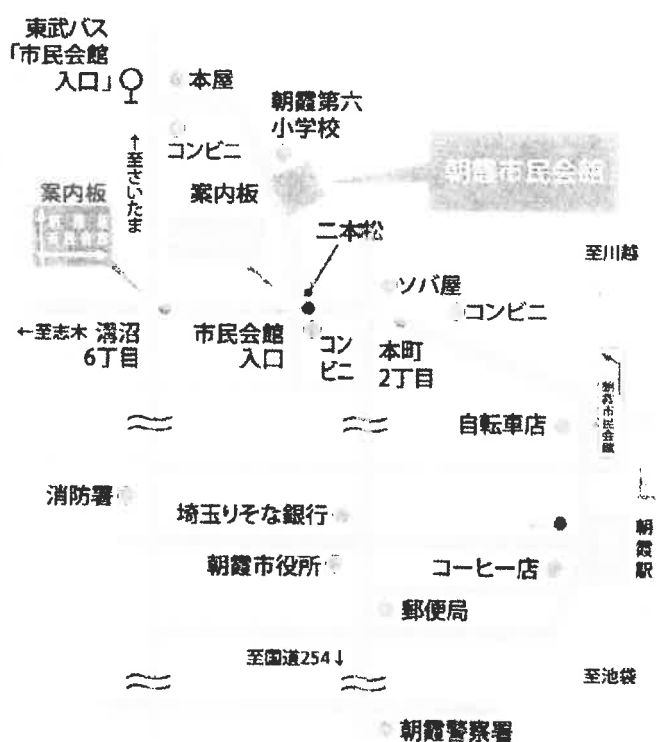 東武バス
「市民会館
入口」
本屋
朝霞第六
小学校
コンビニ
↑至さいたま
案内板
案内板
朝霞市民会館
二本松
至川越
ソバ屋
コンビニ
←至志木
溝沼
6丁目
市民会館
入口
コン
ビニ
本町
2丁目
朝霞市民会館
自転車店
消防署
埼玉りそな銀行
朝霞市役所
コーヒー店
朝霞駅
郵便局
至国道254↓
至池袋
朝霞警察署